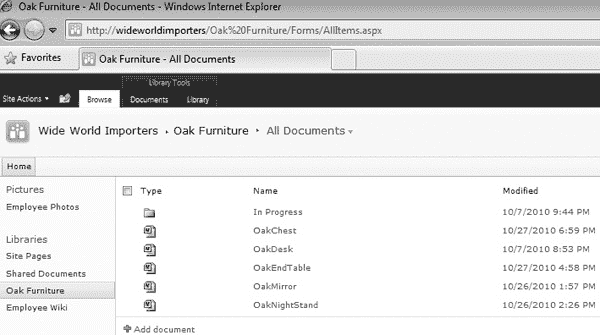 Oak Furniture - All Documents - Windows Internet Explorer
http://wideworldimporters/Oak%20Furniture/Forms/AllItems.aspx
Favorites Oak Furniture - All Documents
Library Tools
Site Actions Browse Documents Library
Wide World Importers Oak Furniture All Documents
Home
Pictures
Employee Photos
Libraries
Site Pages
Shared Documents
Oak Furniture
Employee Wiki
Type Name Modified
In Progress 10/7/2010 9:44 PM
OakChest 10/27/2010 6:59 PM
OakDesk 10/7/2010 8:53 PM
OakEndTable 10/27/2010 4:58 PM
OakMirror 10/26/2010 1:57 PM
OakNightStand 10/26/2010 2:26 PM
Add document